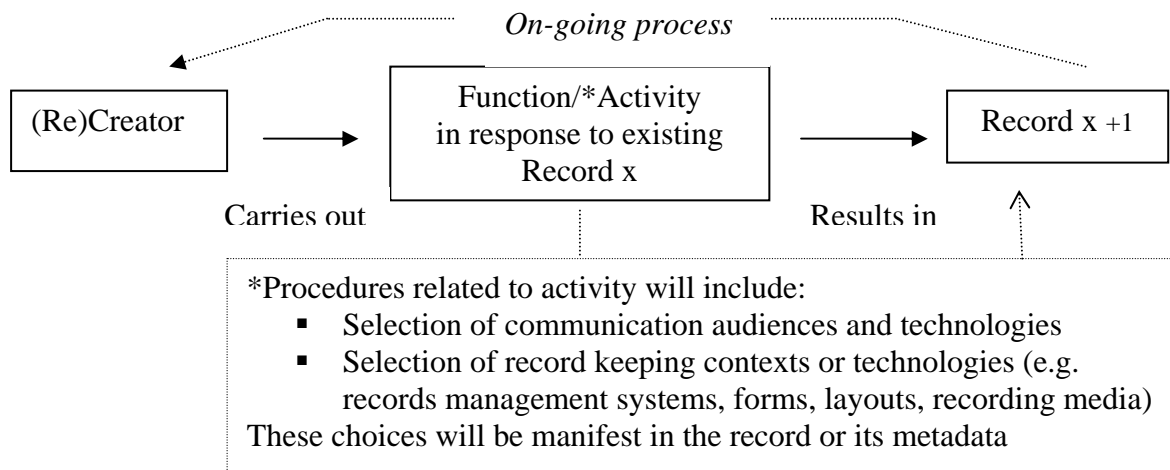 On-going process
(Re)Creator
Function/*Activity
in response to existing
Record x
Record x +1
Carries out
Results in
*Procedures related to activity will include:
▪ Selection of communication audiences and technologies
▪ Selection of record keeping contexts or technologies (e.g.
records management systems, forms, layouts, recording media)
These choices will be manifest in the record or its metadata